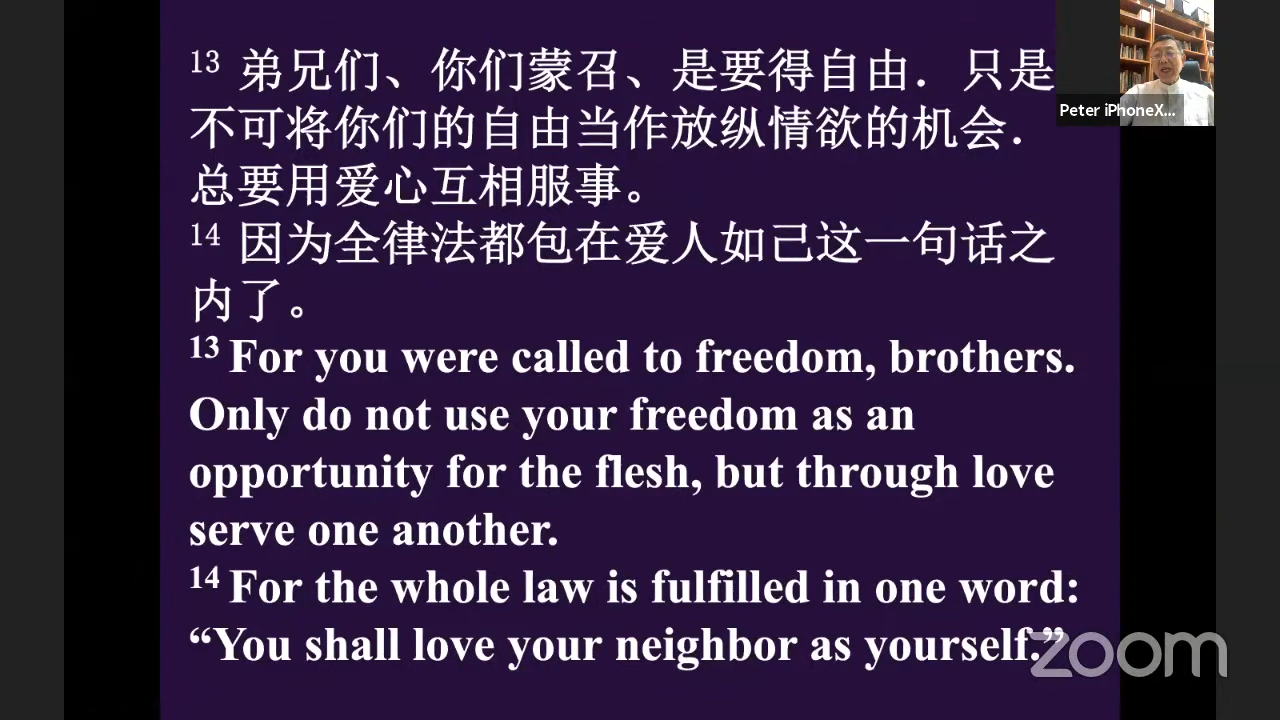 13 弟兄们、你们蒙召、是要得自由．只是
不可将你们的自由当作放纵情欲的机会．
总要用爱心互相服事。
14 因为全律法都包在爱人如己这一句话之
内了。
13 For you were called to freedom, brothers.
Only do not use your freedom as an
opportunity for the flesh, but through love
serve one another.
14 For the whole law is fulfilled in one word:
“You shall love your neighbor as yourself.”
Peter iPhoneX...
zoom